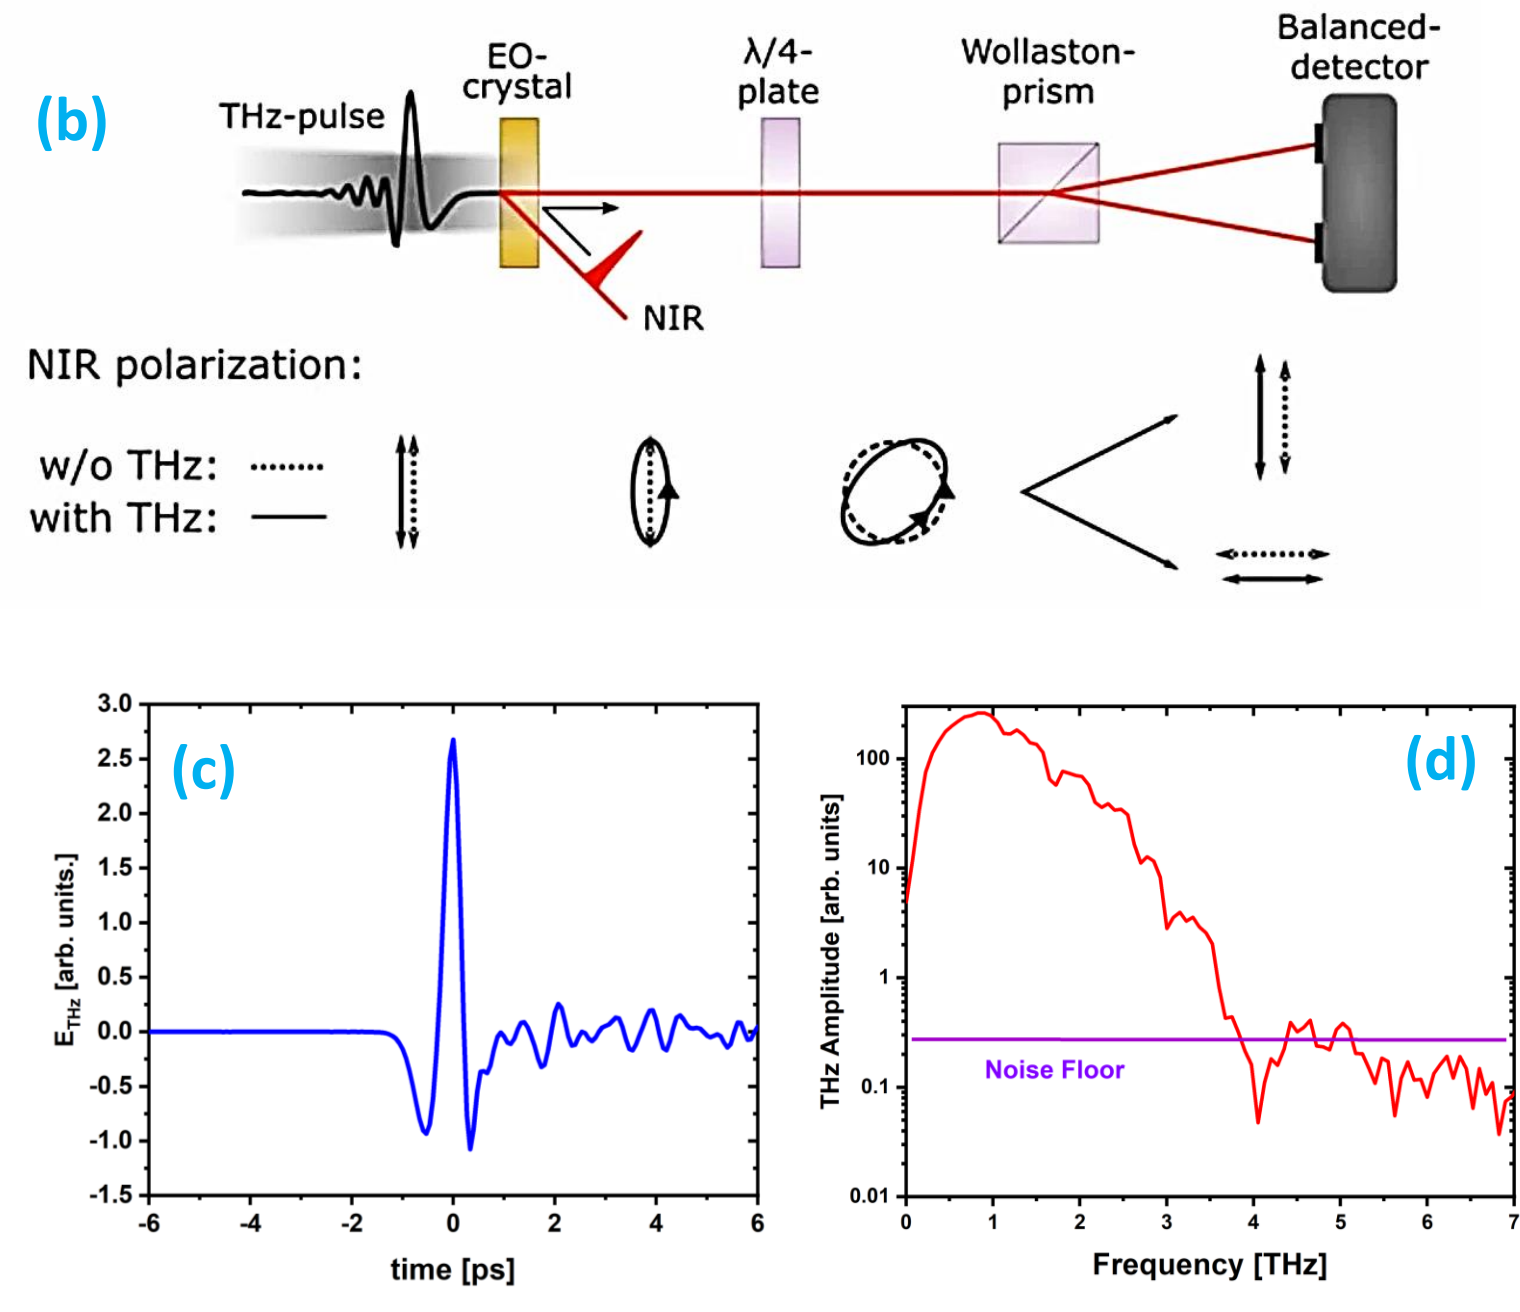 (b)
THz-pulse
EO-
crystal
λ/4-
plate
Wollaston-
prism
Balanced-
detector
NIR
NIR polarization:
w/o THz:
with THz:
(c)
3.0
2.5
2.0
1.5
1.0
0.5
0.0
-0.5
-1.0
-1.5
E_THz [arb. units.]
-6 -4 -2 0 2 4 6
time [ps]
(d)
100
10
1
0.1
0.01
THz Amplitude [arb. units]
Noise Floor
0 1 2 3 4 5 6 7
Frequency [THz]